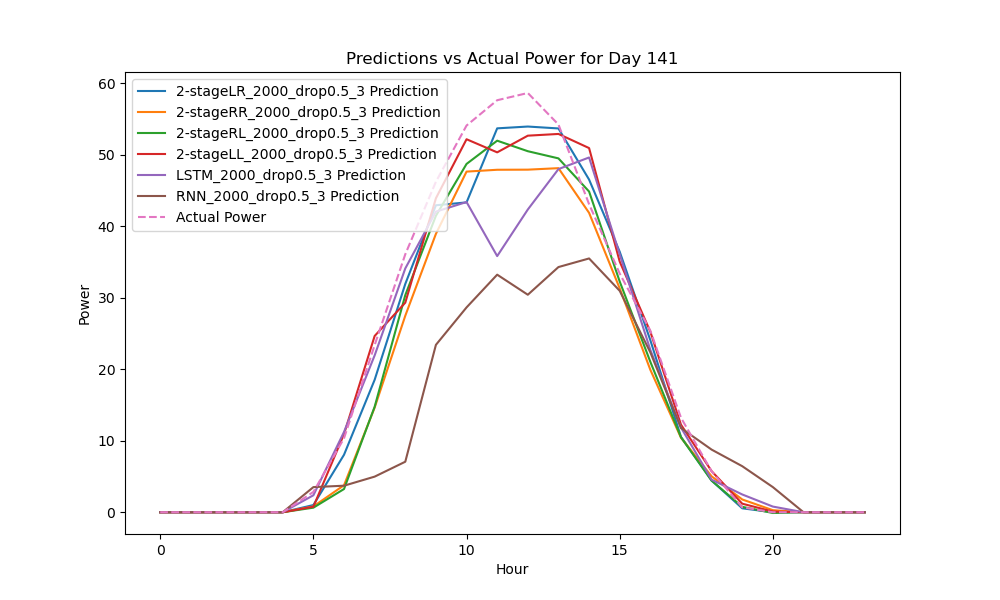 Predictions vs Actual Power for Day 141
60
50
40
30
20
10
0
Power
2-stageLR_2000_drop0.5_3 Prediction
2-stageRR_2000_drop0.5_3 Prediction
2-stageRL_2000_drop0.5_3 Prediction
2-stageLL_2000_drop0.5_3 Prediction
LSTM_2000_drop0.5_3 Prediction
RNN_2000_drop0.5_3 Prediction
Actual Power
0 5 10 15 20
Hour